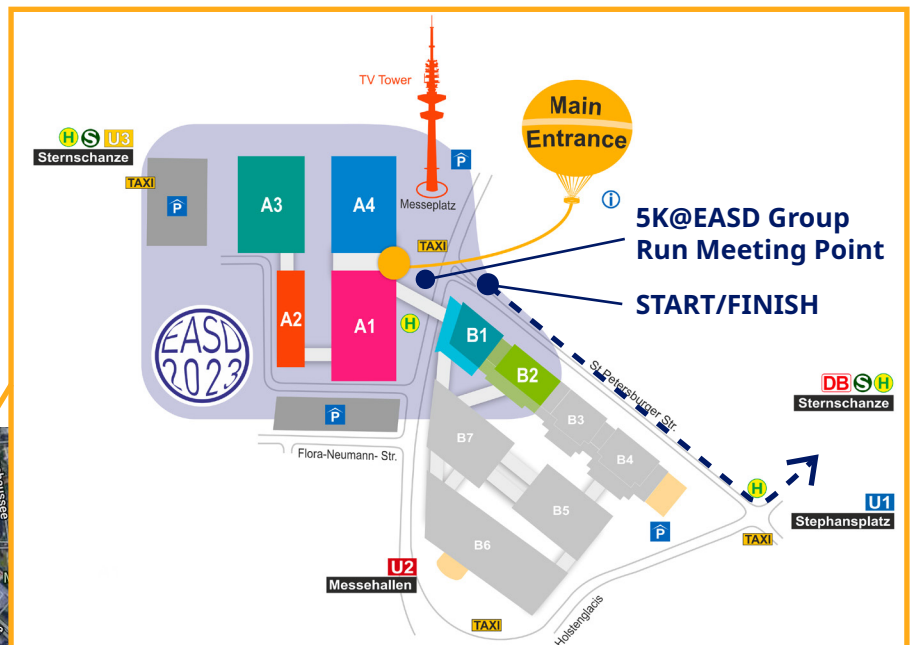 TV Tower
Main
Entrance
H S U3
Sternschanze
TAXI
P
A3
A4
P
Messeplatz
i
5K@EASD Group
Run Meeting Point
TAXI
START/FINISH
A2
A1
H
B1
B2
EASD
2023
St.Petersburger Str.
DB S H
Sternschanze
P
B3
B4
B7
Flora-Neumann- Str.
H
U1
Stephansplatz
TAXI
B5
P
B6
U2
Messehallen
TAXI
Holstenglacis